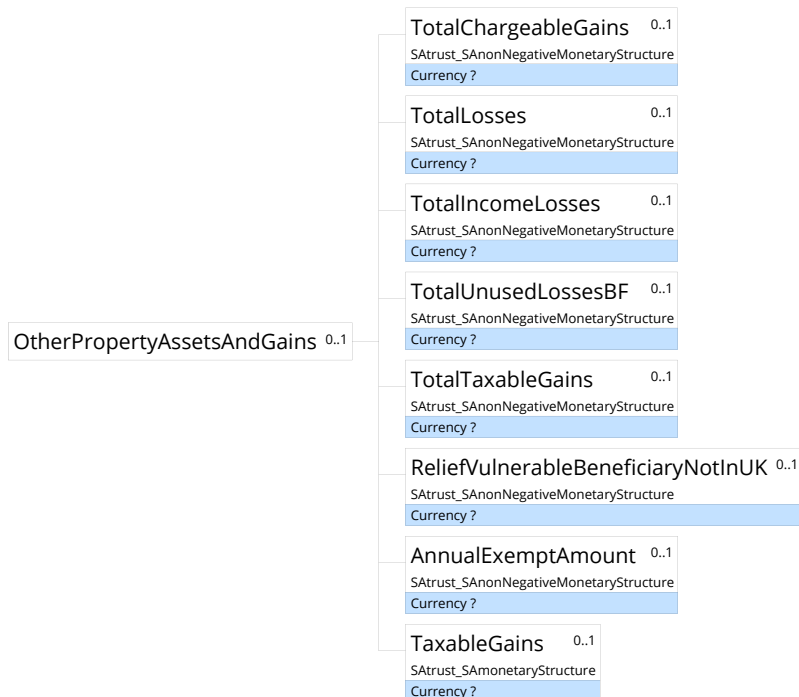 TotalChargeableGains 0..1
SAtrust_SAnonNegativeMonetaryStructure
Currency ?
TotalLosses 0..1
SAtrust_SAnonNegativeMonetaryStructure
Currency ?
TotalIncomeLosses 0..1
SAtrust_SAnonNegativeMonetaryStructure
Currency ?
TotalUnusedLossesBF 0..1
SAtrust_SAnonNegativeMonetaryStructure
Currency ?
OtherPropertyAssetsAndGains 0..1
TotalTaxableGains 0..1
SAtrust_SAnonNegativeMonetaryStructure
Currency ?
ReliefVulnerableBeneficiaryNotInUK 0..1
SAtrust_SAnonNegativeMonetaryStructure
Currency ?
AnnualExemptAmount 0..1
SAtrust_SAnonNegativeMonetaryStructure
Currency ?
TaxableGains 0..1
SAtrust_SAmonetaryStructure
Currency ?